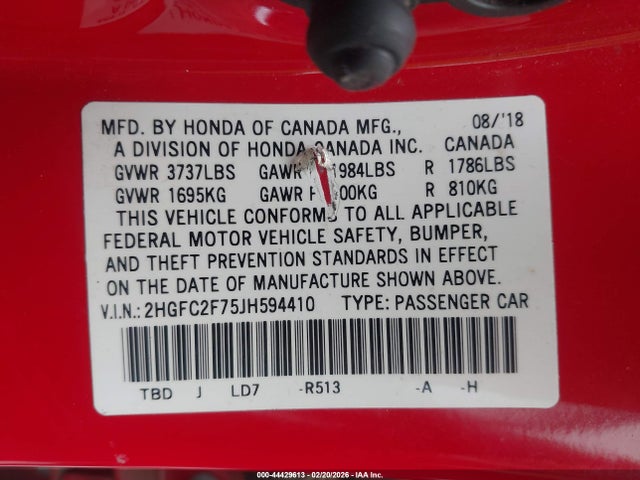 MFD. BY HONDA OF CANADA MFG., 08/'18
A DIVISION OF HONDA CANADA INC. CANADA
GVWR 3737LBS GAWR 1984LBS R 1786LBS
GVWR 1695KG GAWR F 00KG R 810KG
THIS VEHICLE CONFORMS TO ALL APPLICABLE
FEDERAL MOTOR VEHICLE SAFETY, BUMPER,
AND THEFT PREVENTION STANDARDS IN EFFECT
ON THE DATE OF MANUFACTURE SHOWN ABOVE.
V.I.N.: 2HGFC2F75JH594410 TYPE: PASSENGER CAR
TBD J LD7 -R513 -A -H
000-44429613 - 02/20/2026 - IAA Inc.